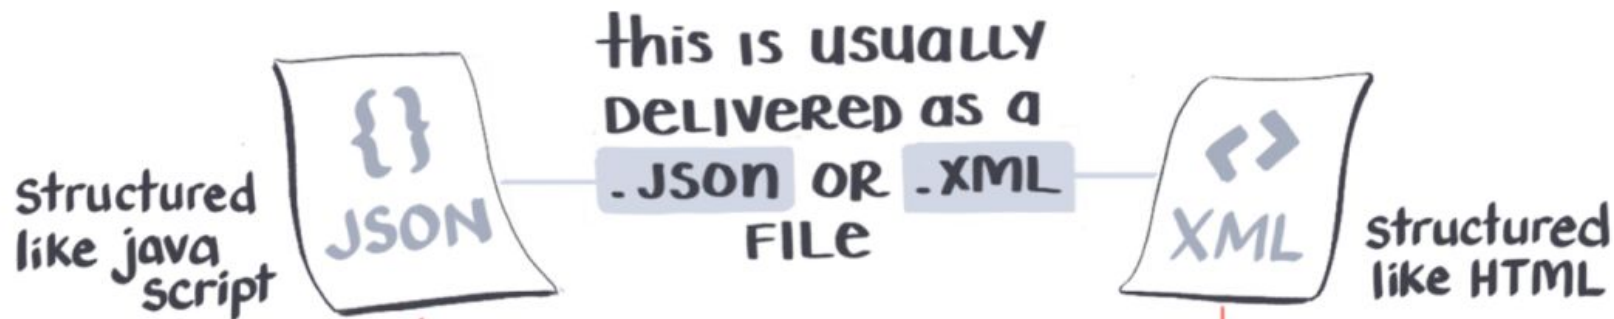 this is usually
DELIVERED as a
.Json OR .XML
FILe
structured
like java
script
{}
JSON
<>
XML
structured
like HTML